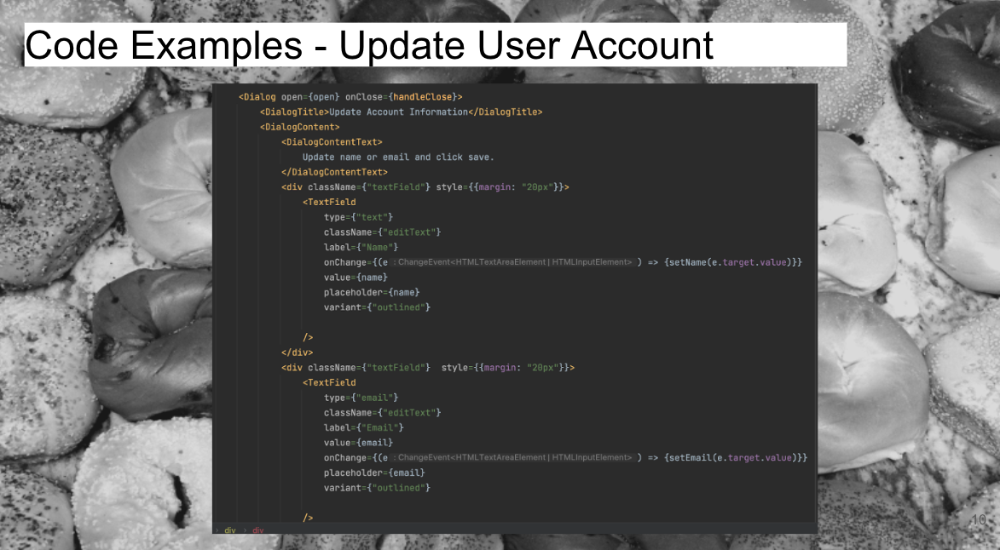 Code Examples - Update User Account
<Dialog open={open} onClose={handleClose}>
<DialogTitle>Update Account Information</DialogTitle>
<DialogContent>
<DialogContentText>
Update name or email and click save.
</DialogContentText>
<div className={"textField"} style={{margin: "20px"}}>
<TextField
type={"text"}
className={"editText"}
label={"Name"}
onChange={(e : ChangeEvent<HTMLTextAreaElement | HTMLInputElement> ) => {setName(e.target.value)}}
value={name}
placeholder={name}
variant={"outlined"}
/>
</div>
<div className={"textField"}  style={{margin: "20px"}}>
<TextField
type={"email"}
className={"editText"}
label={"Email"}
value={email}
onChange={(e : ChangeEvent<HTMLTextAreaElement | HTMLInputElement> ) => {setEmail(e.target.value)}}
placeholder={email}
variant={"outlined"}
/>
› div › div
10